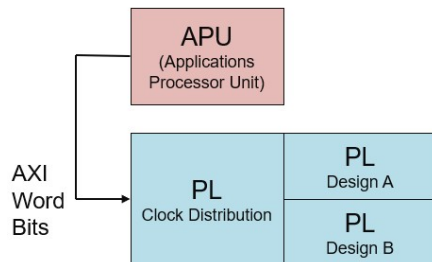 APU
(Applications
Processor Unit)
AXI
Word
Bits
PL
Clock Distribution
PL
Design A
PL
Design B